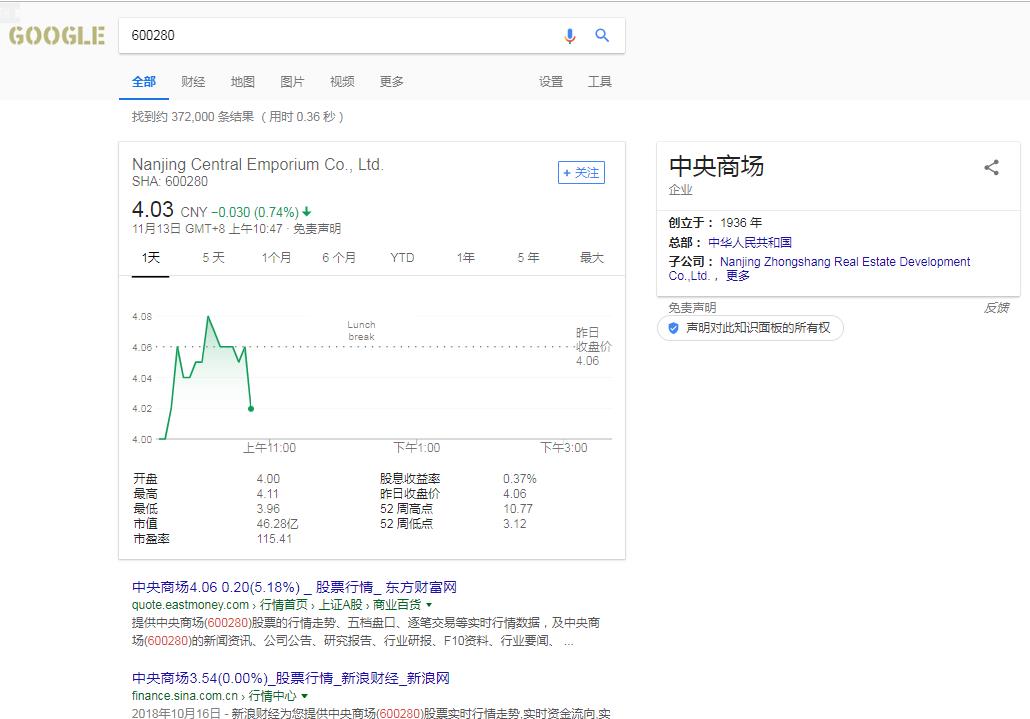 GOOGLE
600280
全部 财经 地图 图片 视频 更多 设置 工具
找到约 372,000 条结果 （用时 0.36 秒）
Nanjing Central Emporium Co., Ltd.
SHA: 600280
+ 关注
4.03 CNY −0.030 (0.74%)
11月13日 GMT+8 上午10:47 · 免责声明
1天 5 天 1个月 6 个月 YTD 1年 5 年 最大
4.08
4.06
4.04
4.02
4.00
Lunch
break
昨日
收盘价
4.06
上午11:00 下午1:00 下午3:00
开盘 4.00 股息收益率 0.37%
最高 4.11 昨日收盘价 4.06
最低 3.96 52 周高点 10.77
市值 46.28亿 52 周低点 3.12
市盈率 115.41
中央商场4.06 0.20(5.18%) _ 股票行情_ 东方财富网
quote.eastmoney.com › 行情首页 › 上证A股 › 商业百货
提供中央商场(600280)股票的行情走势、五档盘口、逐笔交易等实时行情数据，及中央商
场(600280)的新闻资讯、公司公告、研究报告、行业研报、F10资料、行业要闻、 ...
中央商场3.54(0.00%)_股票行情_新浪财经_新浪网
finance.sina.com.cn › 行情中心
2018年10月16日 - 新浪财经为您提供中央商场(600280)股票实时行情走势,实时资金流向,实
中央商场
企业
创立于： 1936 年
总部： 中华人民共和国
子公司： Nanjing Zhongshang Real Estate Development
Co.,Ltd.， 更多
免责声明 反馈
声明对此知识面板的所有权